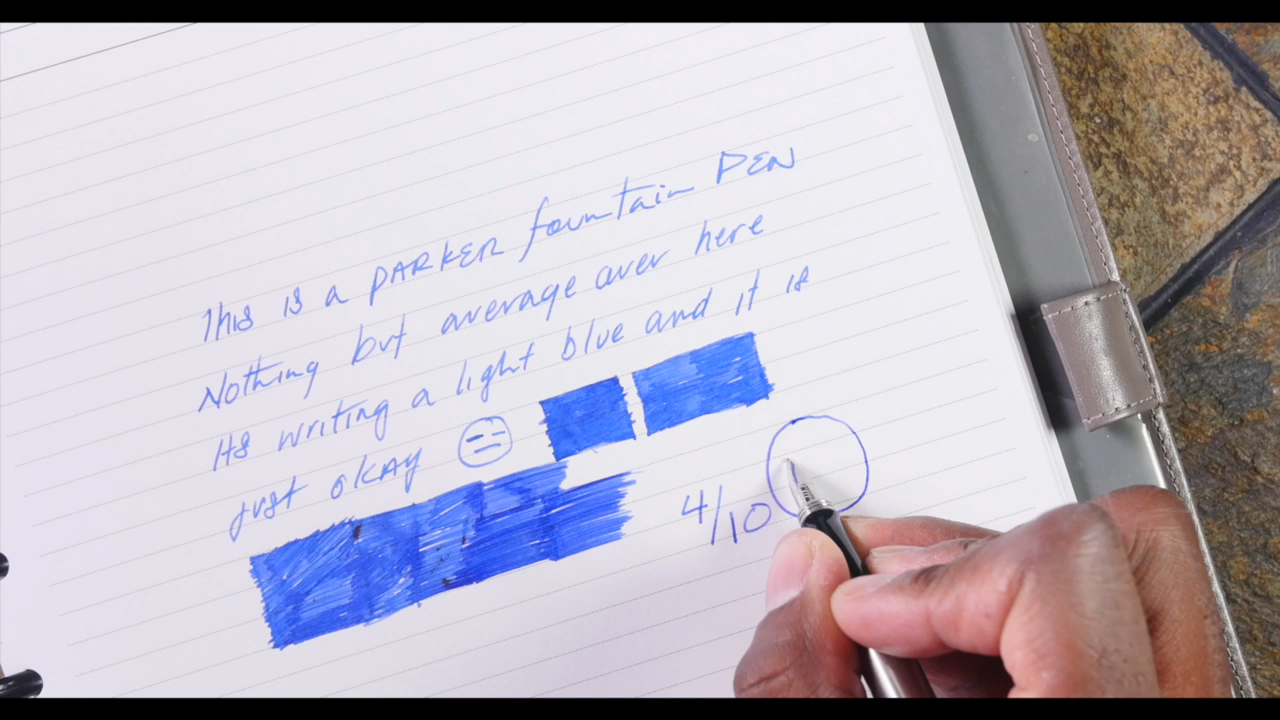 This is a PARKER fountain PEN
Nothing but average over here
Its writing a light blue and it is
just okay
4/10